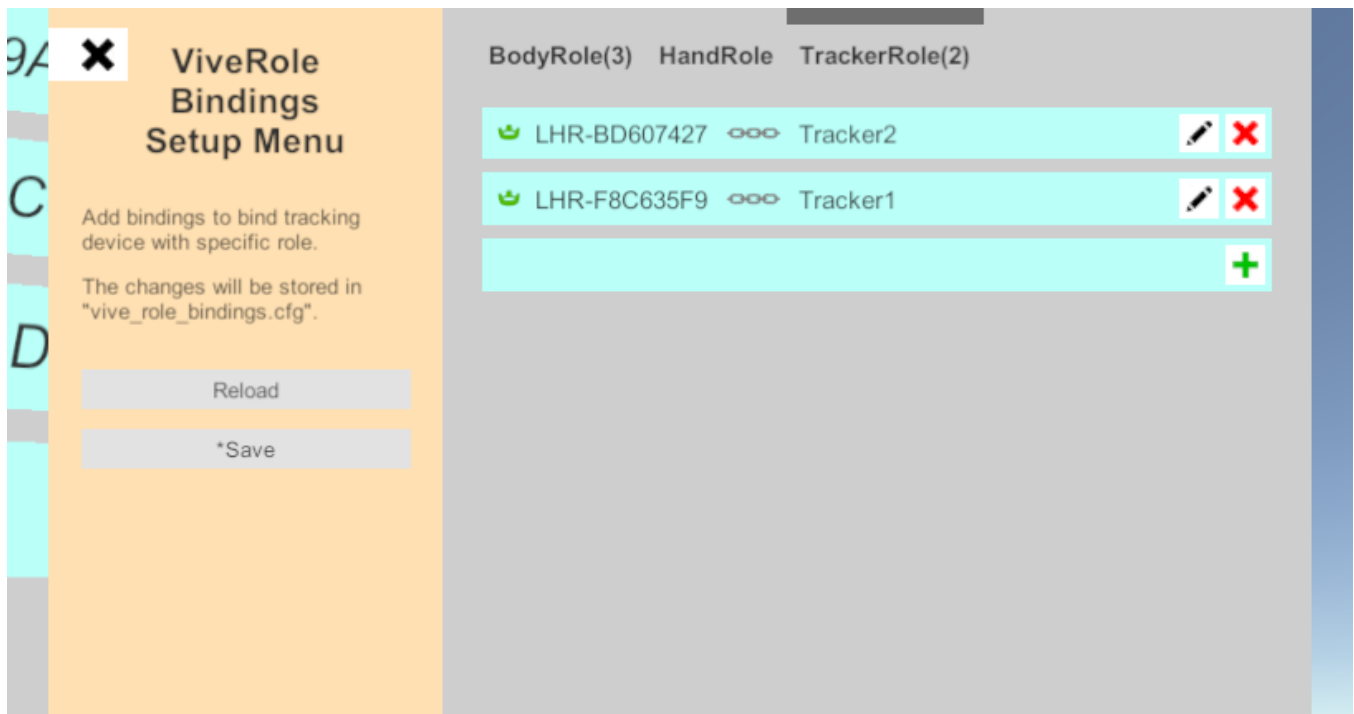 9A
C
D
ViveRole
Bindings
Setup Menu
Add bindings to bind tracking
device with specific role.
The changes will be stored in
"vive_role_bindings.cfg".
Reload
*Save
BodyRole(3) HandRole TrackerRole(2)
LHR-BD607427 Tracker2
LHR-F8C635F9 Tracker1